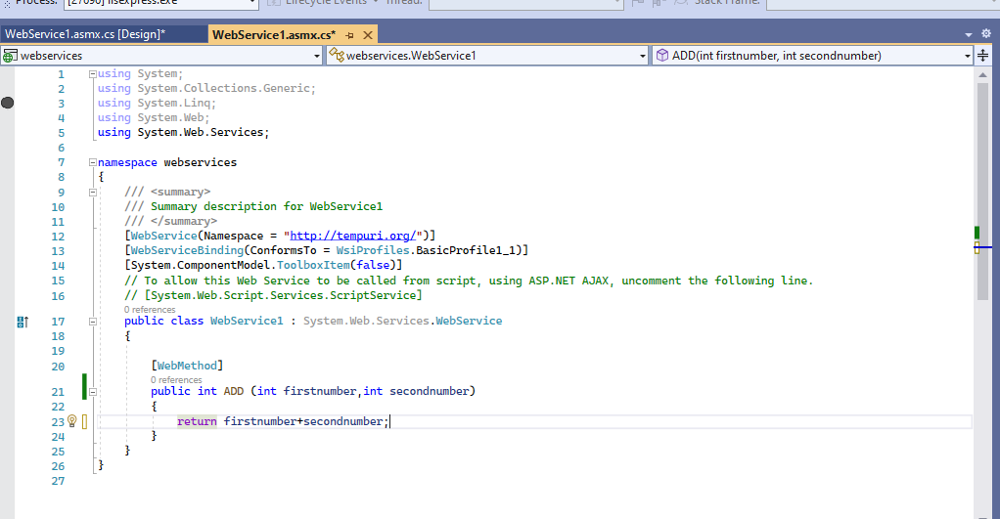 Process: [27090] iisexpress.exe Lifecycle Events Thread: Stack Frame:
WebService1.asmx.cs [Design]* WebService1.asmx.cs*
webservices webservices.WebService1 ADD(int firstnumber, int secondnumber)
1 using System;
2 using System.Collections.Generic;
3 using System.Linq;
4 using System.Web;
5 using System.Web.Services;
6
7 namespace webservices
8 {
9 /// <summary>
10 /// Summary description for WebService1
11 /// </summary>
12 [WebService(Namespace = "http://tempuri.org/")]
13 [WebServiceBinding(ConformsTo = WsiProfiles.BasicProfile1_1)]
14 [System.ComponentModel.ToolboxItem(false)]
15 // To allow this Web Service to be called from script, using ASP.NET AJAX, uncomment the following line.
16 // [System.Web.Script.Services.ScriptService]
0 references
17 public class WebService1 : System.Web.Services.WebService
18 {
19
20 [WebMethod]
0 references
21 public int ADD (int firstnumber,int secondnumber)
22 {
23 return firstnumber+secondnumber;
24 }
25 }
26 }
27